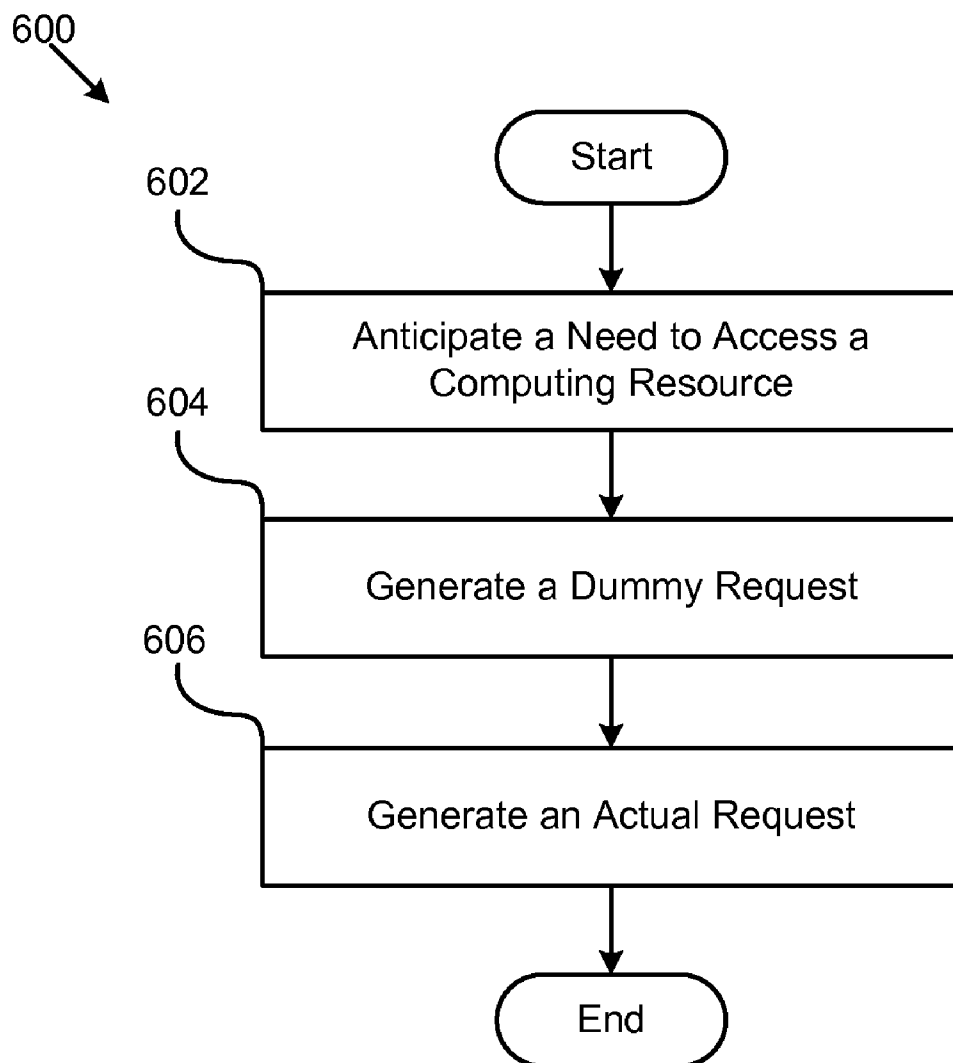 600
Start
602
Anticipate a Need to Access a
Computing Resource
604
Generate a Dummy Request
606
Generate an Actual Request
End